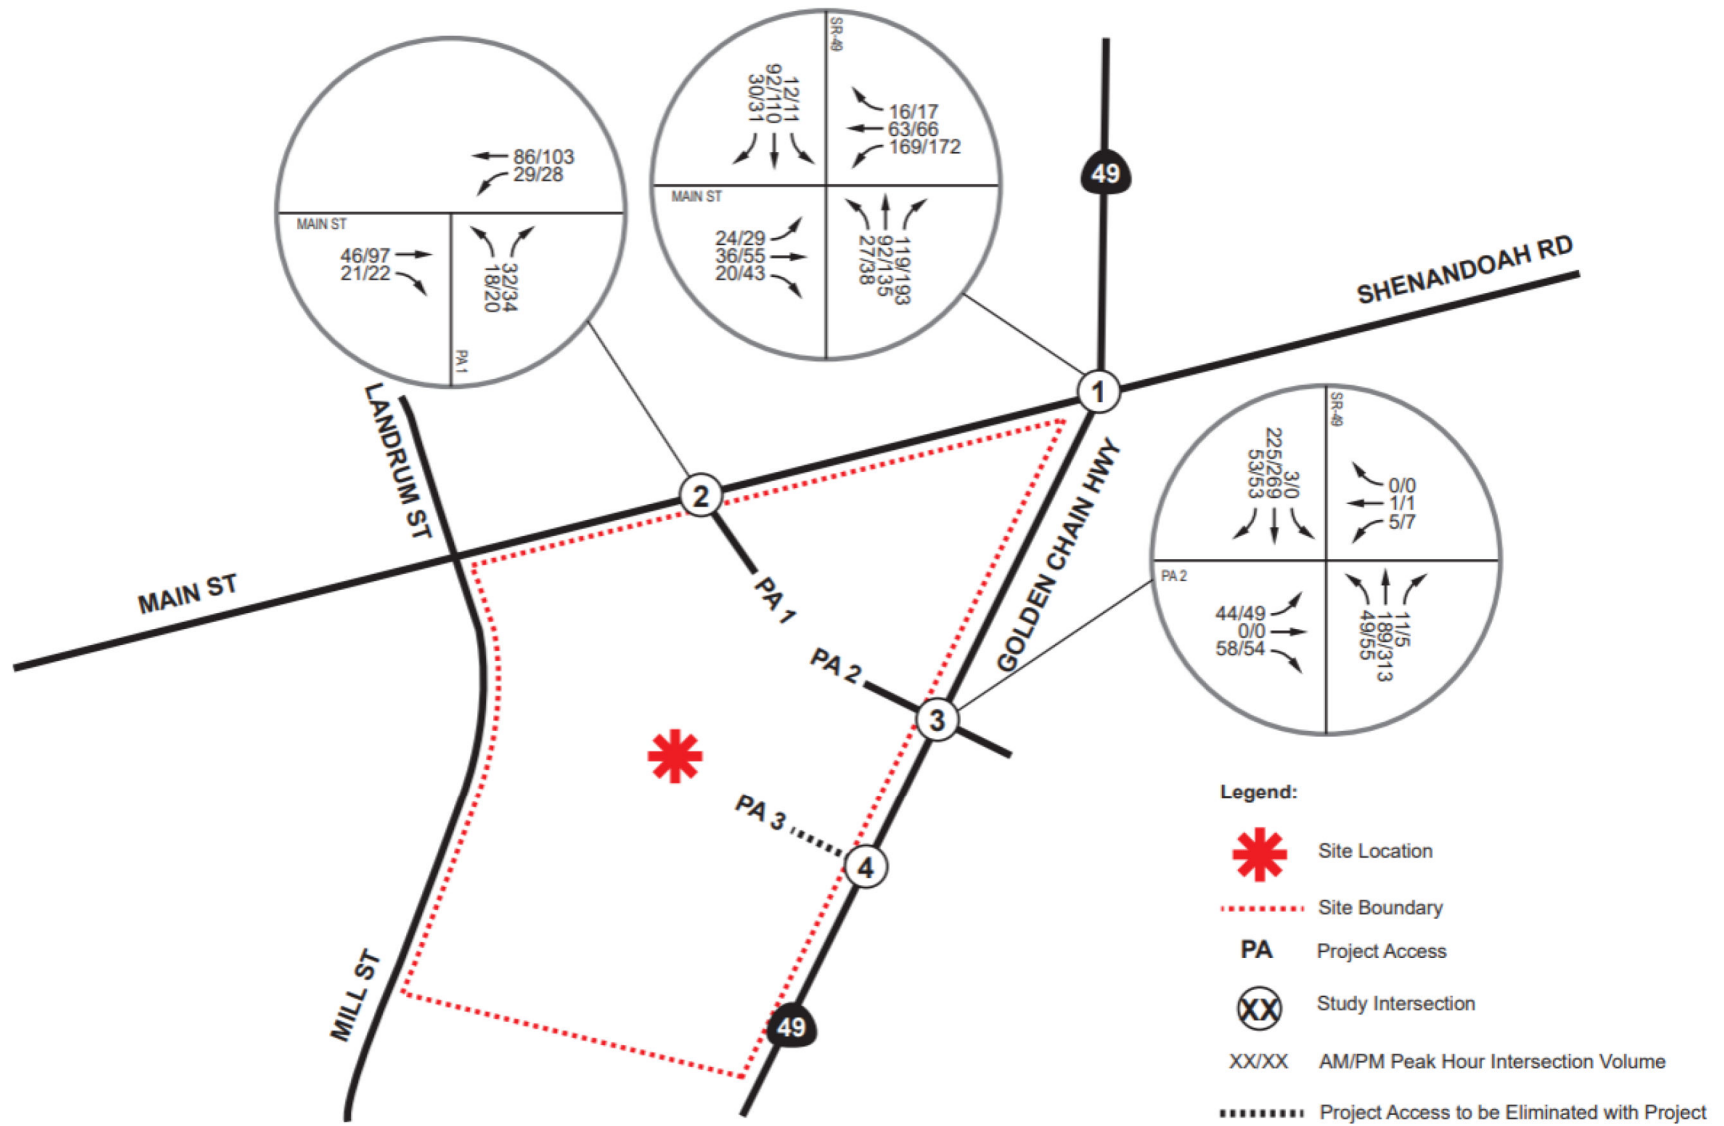 SR-49
12/11
92/110
30/31
16/17
63/66
169/172
MAIN ST
24/29
36/55
20/43
119/193
92/135
27/38
86/103
29/28
MAIN ST
46/97
21/22
32/34
18/20
PA 1
49
SHENANDOAH RD
1
LANDRUM ST
2
MAIN ST
PA 1
GOLDEN CHAIN HWY
SR-49
3/0
225/269
53/53
0/0
1/1
5/7
PA 2
44/49
0/0
58/54
11/5
189/313
49/55
PA 2
3
PA 3
4
MILL ST
49
Legend:
Site Location
Site Boundary
PA Project Access
XX Study Intersection
XX/XX AM/PM Peak Hour Intersection Volume
Project Access to be Eliminated with Project